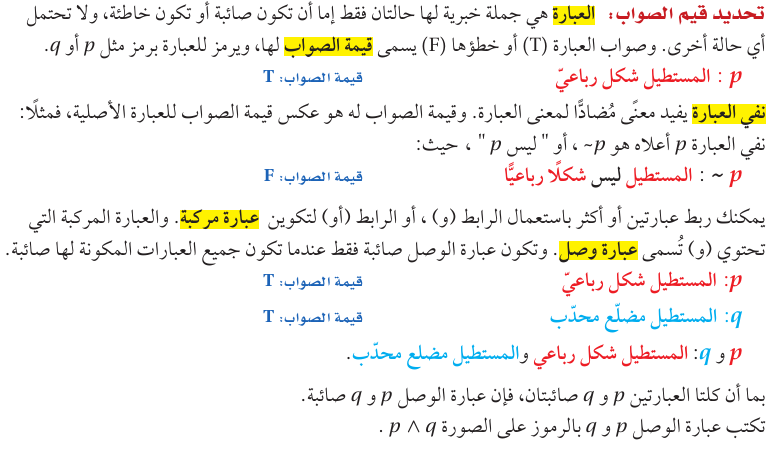 تحديد قيم الصواب: العبارة هي جملة خبرية لها حالتان فقط إما أن تكون صائبة أو تكون خاطئة، ولا تحتمل
أي حالة أخرى. وصواب العبارة (T) أو خطؤها (F) يسمى قيمة الصواب لها، ويرمز للعبارة برمز مثل p أو q.
p : المستطيل شكل رباعيّ قيمة الصواب: T
نفي العبارة يفيد معنًى مُضادًّا لمعنى العبارة. وقيمة الصواب له هو عكس قيمة الصواب للعبارة الأصلية، فمثلًا:
نفي العبارة p أعلاه هو ~p ، أو " ليس p " ، حيث:
~ p : المستطيل ليس شكلًا رباعيًّا قيمة الصواب: F
يمكنك ربط عبارتين أو أكثر باستعمال الرابط (و) ، أو الرابط (أو) لتكوين عبارة مركبة. والعبارة المركبة التي
تحتوي (و) تُسمى عبارة وصل. وتكون عبارة الوصل صائبة فقط عندما تكون جميع العبارات المكونة لها صائبة.
p: المستطيل شكل رباعيّ قيمة الصواب: T
q: المستطيل مضلّع محدّب قيمة الصواب: T
p و q: المستطيل شكل رباعي والمستطيل مضلع محدّب.
بما أن كلتا العبارتين p و q صائبتان، فإن عبارة الوصل p و q صائبة.
تكتب عبارة الوصل p و q بالرموز على الصورة p ∧ q .